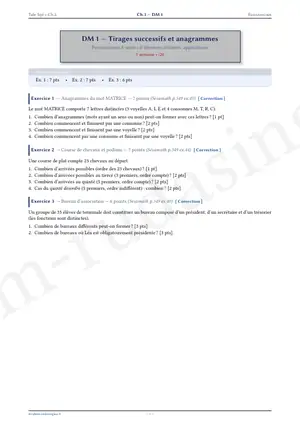 Ch.1 — DM 1
DM 1 — Tirages successifs et anagrammes
Ex. 1 : 7 pts • Ex. 2 : 7 pts • Ex. 3 : 6 pts
Exercice 1 — Anagrammes du mot MATRICE — 7 points [ Correction ]
Le mot MATRICE comporte 7 lettres distinctes (3 voyelles A, I, E et 4 consonnes M, T, R, C).
1. Combien d'anagrammes (mots ayant un sens ou non) peut-on former avec ces lettres ? [1 pt]
2. Combien commencent et finissent par une consonne ? [2 pts]
3. Combien commencent et finissent par une voyelle ? [2 pts]
4. Combien commencent par une consonne et finissent par une voyelle ? [2 pts]
Exercice 2 — Course de chevaux et podium — 7 points [ Correction ]
Une course de plat compte 23 chevaux au départ.
1. Combien d'arrivées possibles (ordre des 23 chevaux) ? [1 pt]
2. Combien d'arrivées possibles au tiercé (3 premiers, ordre compte) ? [2 pts]
3. Combien d'arrivées au quinté (5 premiers, ordre compte) ? [2 pts]
4. Cas du quinté désordre (5 premiers, ordre indifférent) : combien ? [2 pts]
Exercice 3 — Bureau d'association — 6 points [ Correction ]
Un groupe de 35 élèves de terminale doit constituer un bureau composé d'un président, d'un secrétaire et d'un trésorier
(les fonctions sont distinctes).
1. Combien de bureaux différents peut-on former ? [3 pts]
2. Combien de bureaux où Léa est obligatoirement présidente ? [3 pts]